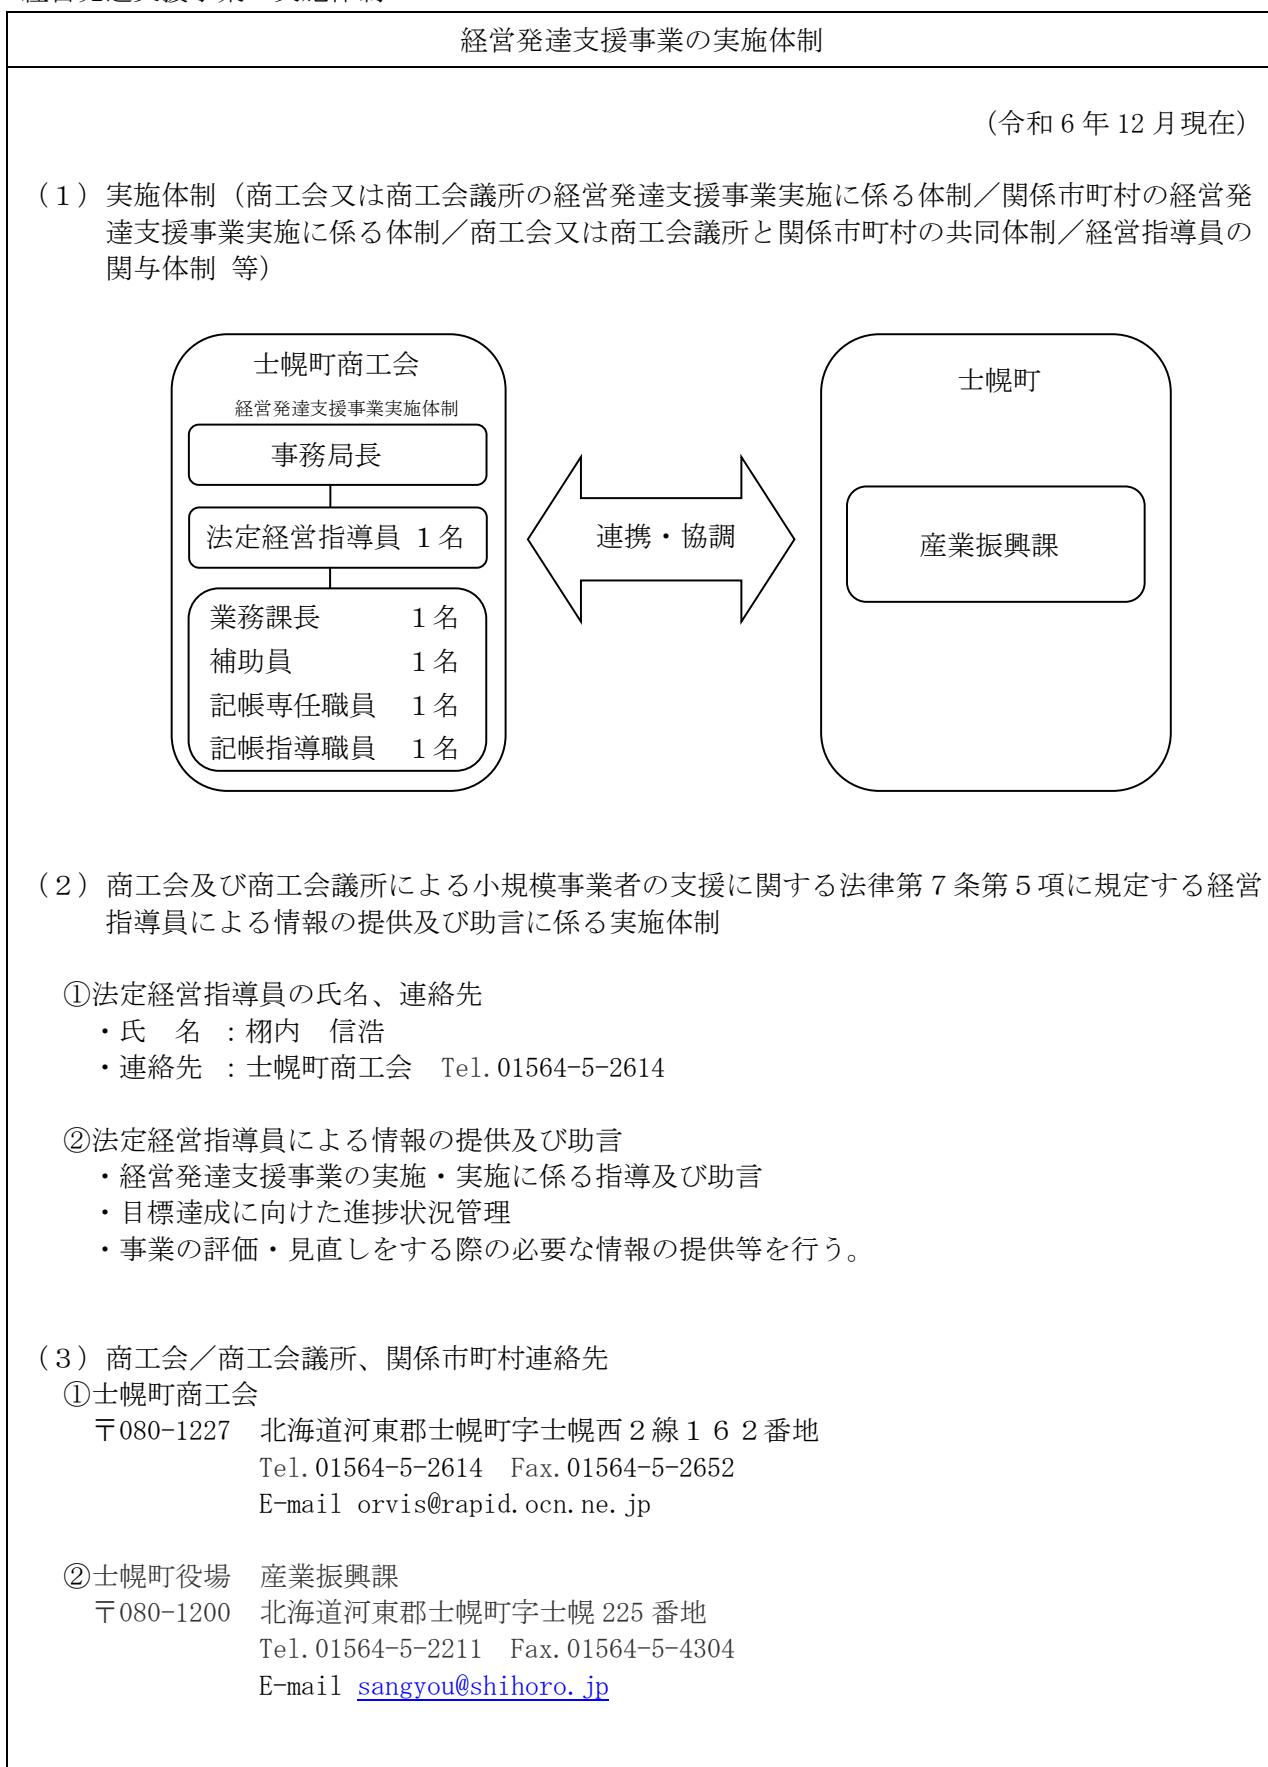 経営発達支援事業の実施体制
（令和 6 年 12 月現在）
（１）実施体制（商工会又は商工会議所の経営発達支援事業実施に係る体制／関係市町村の経営発
達支援事業実施に係る体制／商工会又は商工会議所と関係市町村の共同体制／経営指導員の
関与体制 等）
士幌町商工会
経営発達支援事業実施体制
事務局長
法定経営指導員 １名
業務課長　　　１名
補助員　　　　１名
記帳専任職員　１名
記帳指導職員　１名
連携・協調
士幌町
産業振興課
（２）商工会及び商工会議所による小規模事業者の支援に関する法律第７条第５項に規定する経営
指導員による情報の提供及び助言に係る実施体制
①法定経営指導員の氏名、連絡先
・氏　名 ：栩内　信浩
・連絡先 ：士幌町商工会　Tel.01564-5-2614
②法定経営指導員による情報の提供及び助言
・経営発達支援事業の実施・実施に係る指導及び助言
・目標達成に向けた進捗状況管理
・事業の評価・見直しをする際の必要な情報の提供等を行う。
（３）商工会／商工会議所、関係市町村連絡先
①士幌町商工会
〒080-1227　北海道河東郡士幌町字士幌西２線１６２番地
Tel.01564-5-2614　Fax.01564-5-2652
E-mail orvis@rapid.ocn.ne.jp
②士幌町役場　産業振興課
〒080-1200　北海道河東郡士幌町字士幌 225 番地
Tel.01564-5-2211　Fax.01564-5-4304
E-mail sangyou@shihoro.jp